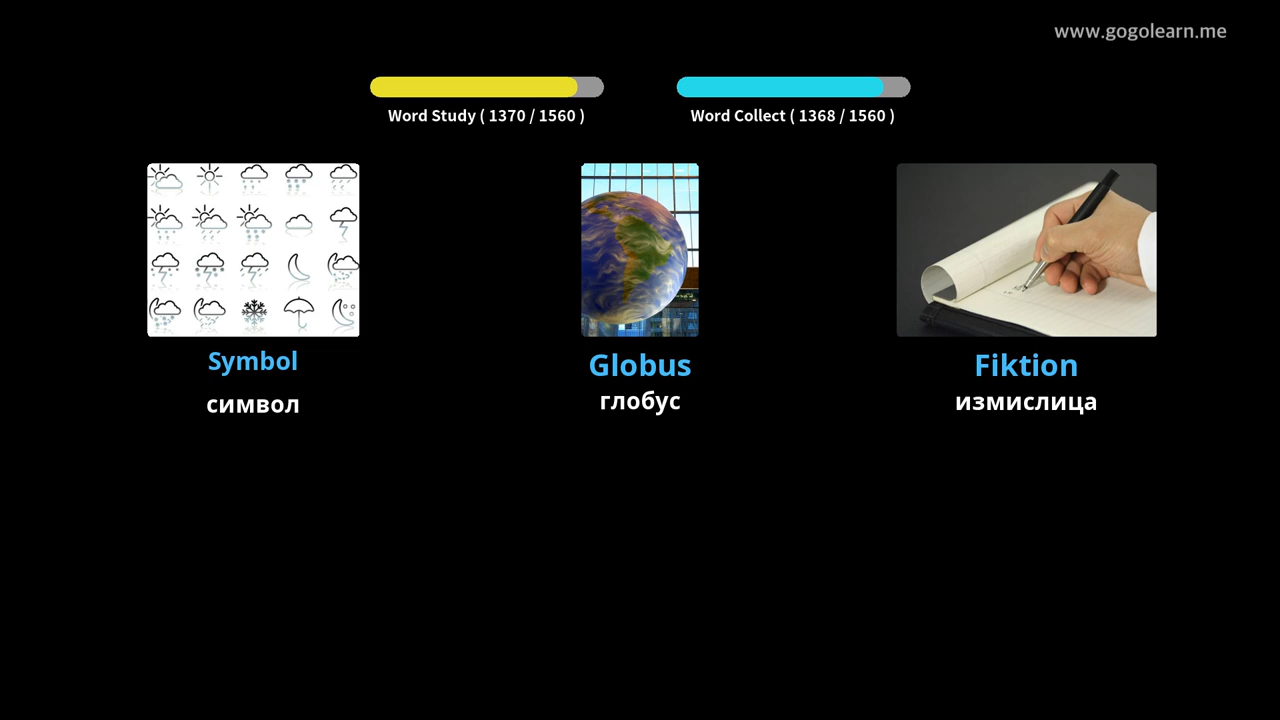 www.gogolearn.me
Word Study ( 1370 / 1560 )
Word Collect ( 1368 / 1560 )
Symbol
символ
Globus
глобус
Fiktion
измислица